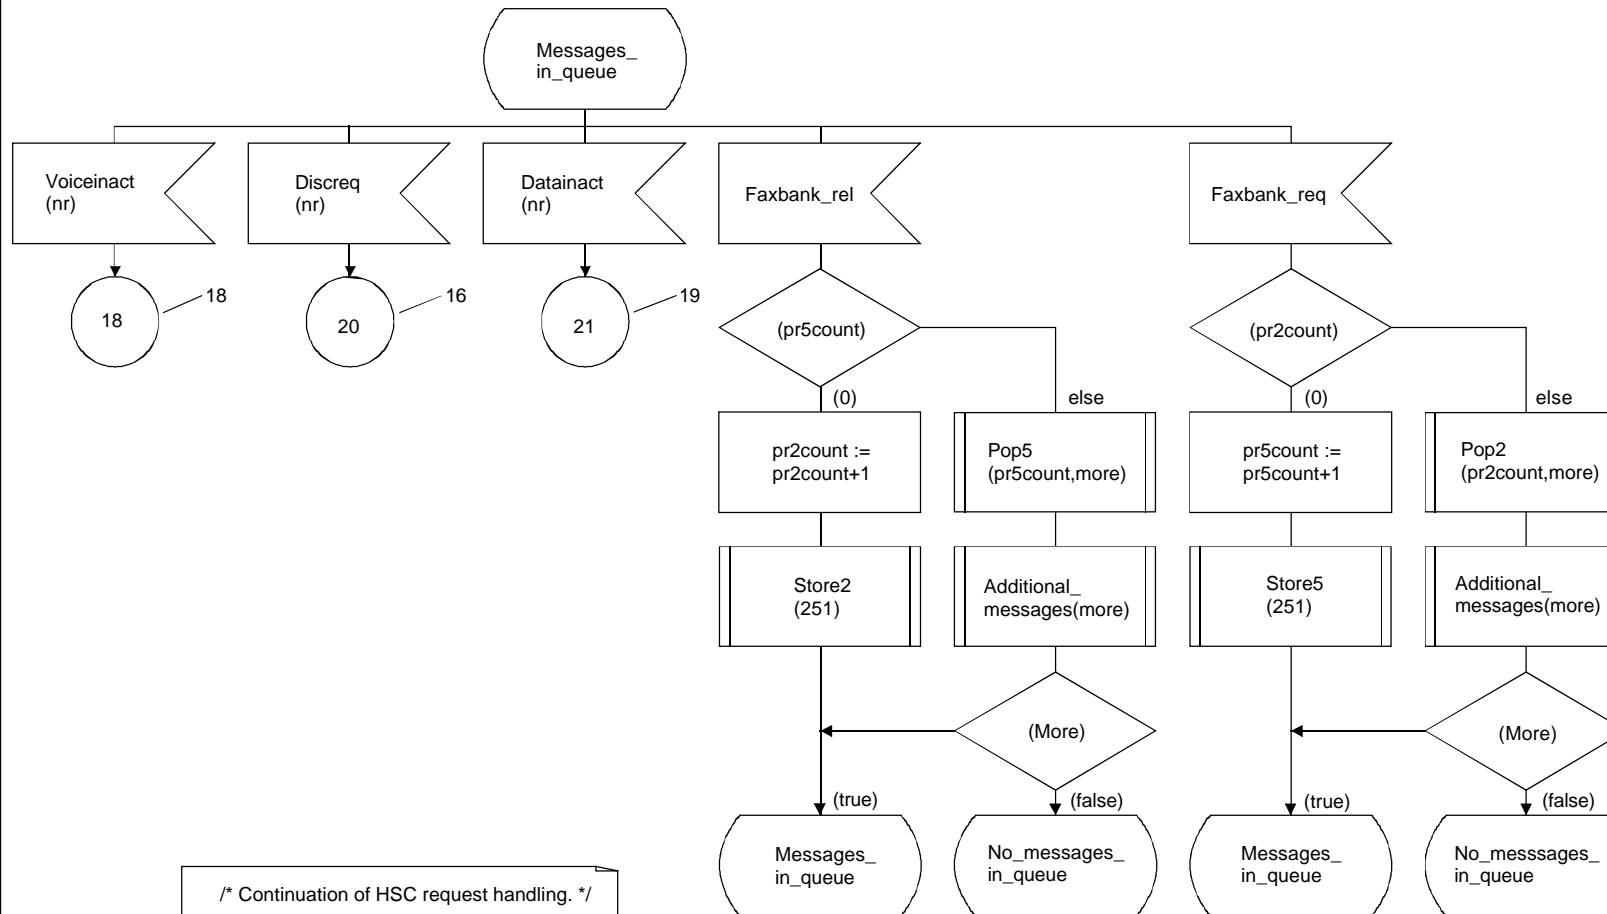 Messages_
in_queue
Voiceinact
(nr)
Discreq
(nr)
Datainact
(nr)
Faxbank_rel
Faxbank_req
18
18
20
16
21
19
(pr5count)
(pr2count)
(0)
else
(0)
else
pr2count :=
pr2count+1
Pop5
(pr5count,more)
pr5count :=
pr5count+1
Pop2
(pr2count,more)
Store2
(251)
Additional_
messages(more)
Store5
(251)
Additional_
messages(more)
(More)
(More)
(true)
(false)
(true)
(false)
Messages_
in_queue
No_messages_
in_queue
Messages_
in_queue
No_messsages_
in_queue
/* Continuation of HSC request handling. */